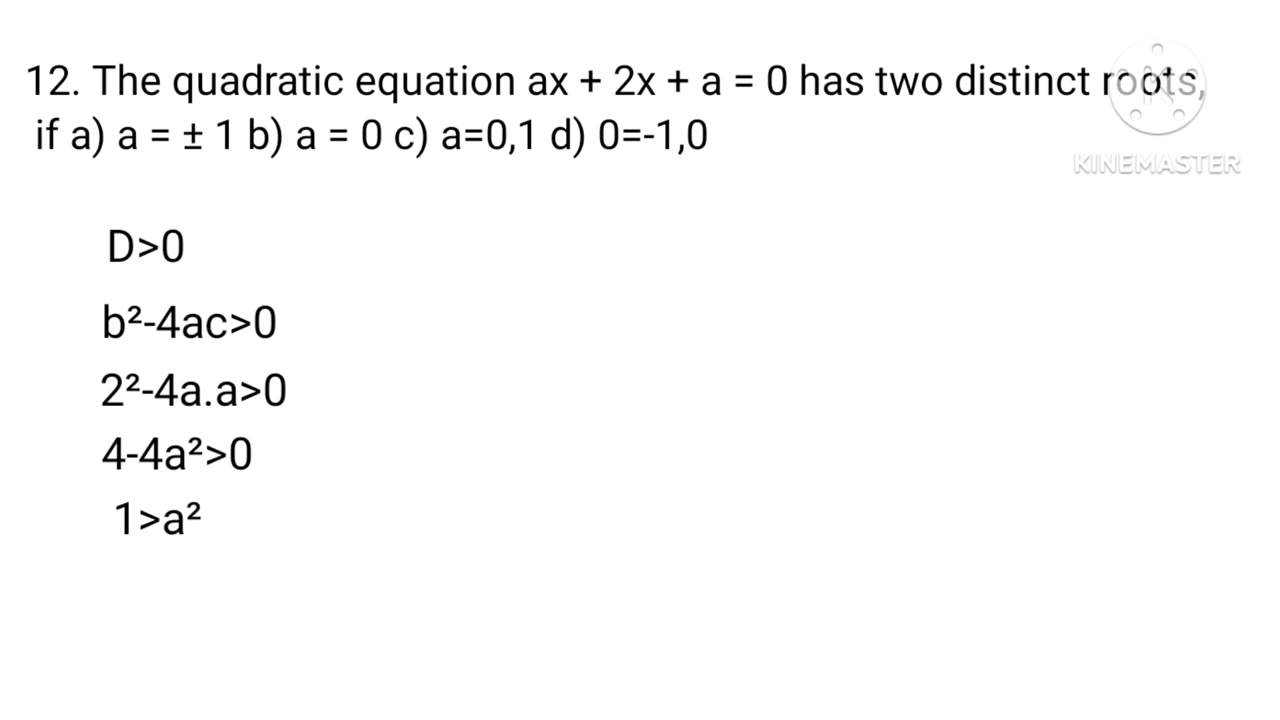 12. The quadratic equation ax + 2x + a = 0 has two distinct roots,
if a) a = ± 1 b) a = 0 c) a=0,1 d) 0=-1,0
KINEMASTER
D>0
b²-4ac>0
2²-4a.a>0
4-4a²>0
1>a²